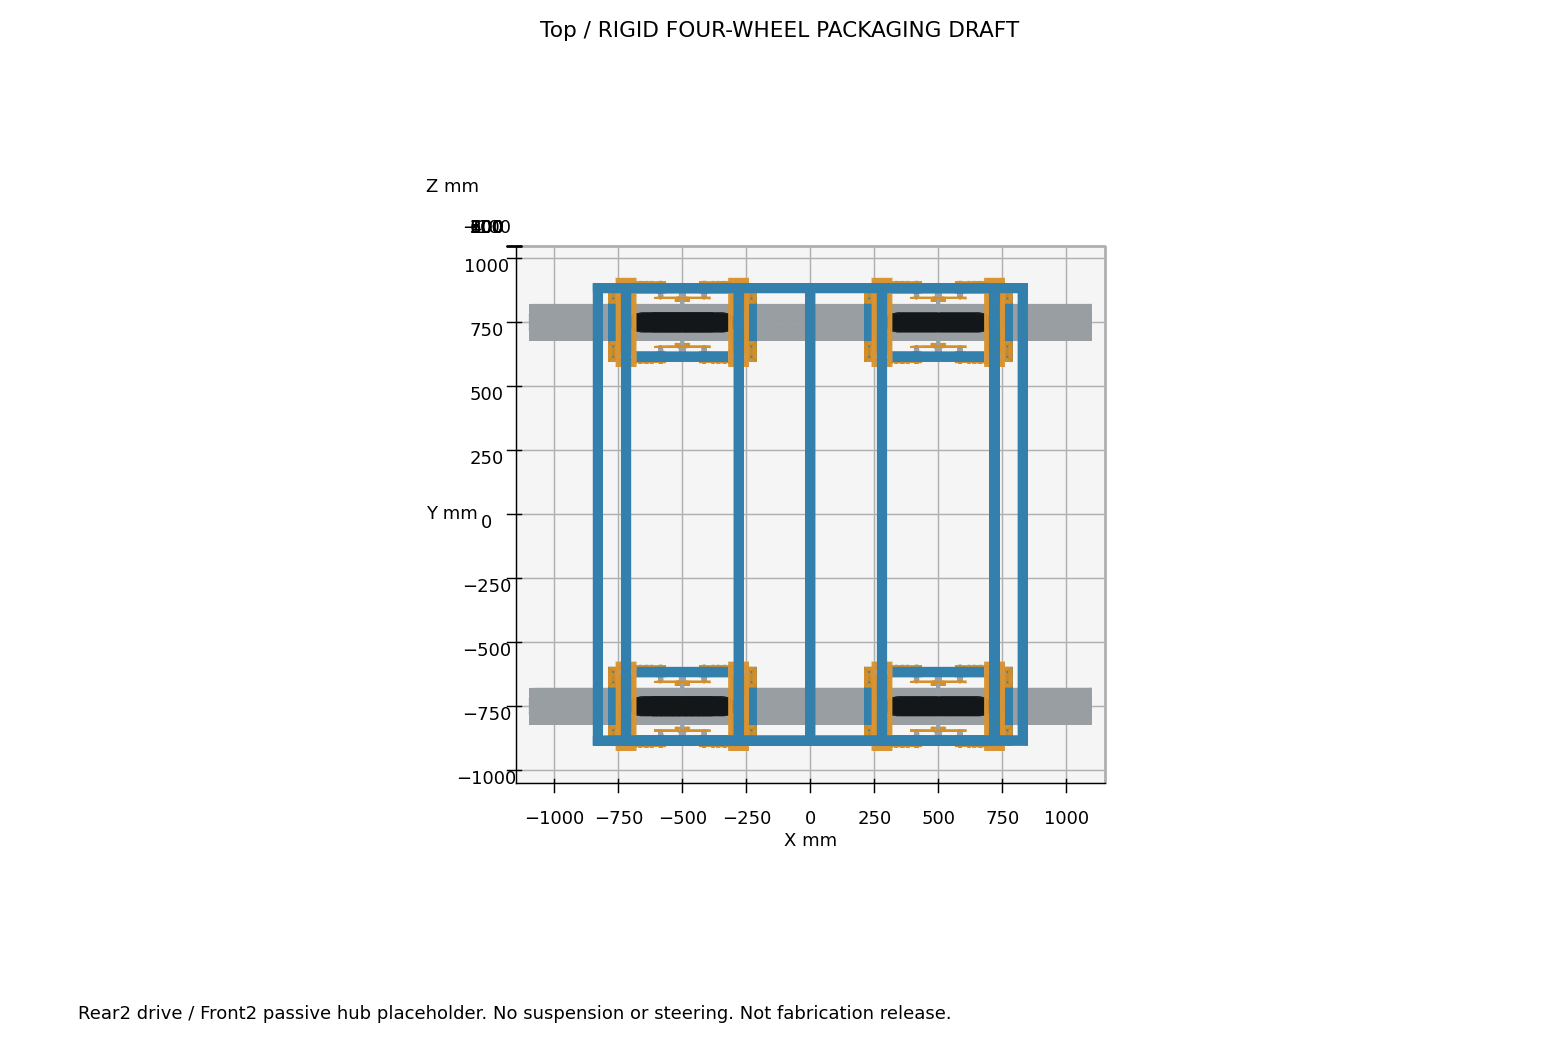 Top / RIGID FOUR-WHEEL PACKAGING DRAFT
Z mm
1000
750
500
250
Y mm 0
−250
−500
−750
−1000
−1000 −750 −500 −250 0 250 500 750 1000
X mm
Rear2 drive / Front2 passive hub placeholder. No suspension or steering. Not fabrication release.